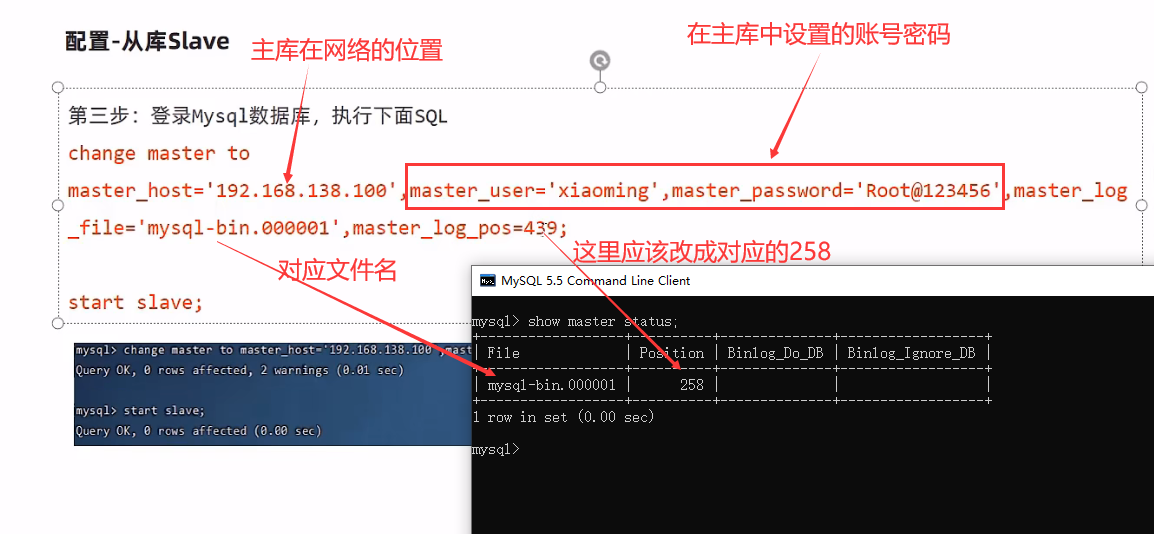 配置-从库Slave
主库在网络的位置
在主库中设置的账号密码
第三步：登录Mysql数据库，执行下面SQL
change master to
master_host='192.168.138.100',master_user='xiaoming',master_password='Root@123456',master_log
_file='mysql-bin.000001',master_log_pos=439;
对应文件名
这里应该改成对应的258
start slave;
mysql> change master to master_host='192.168.138.100',mast
Query OK, 0 rows affected, 2 warnings (0.01 sec)
mysql> start slave;
Query OK, 0 rows affected (0.00 sec)
MySQL 5.5 Command Line Client
mysql> show master status;
+------------------+----------+--------------+------------------+
| File | Position | Binlog_Do_DB | Binlog_Ignore_DB |
+------------------+----------+--------------+------------------+
| mysql-bin.000001 | 258 | | |
+------------------+----------+--------------+------------------+
1 row in set (0.00 sec)
mysql>